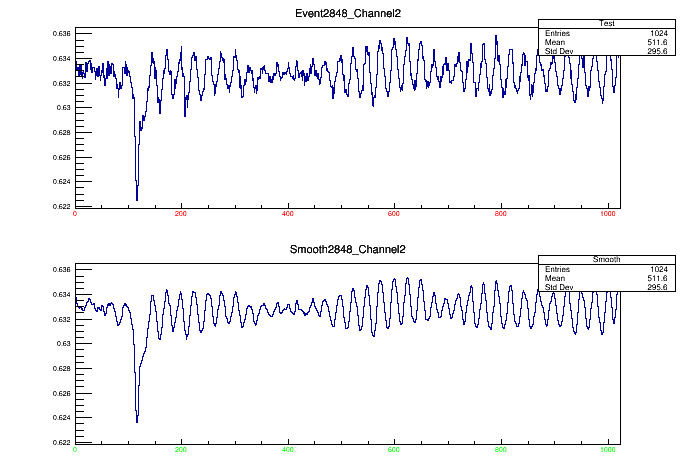 Event2848_Channel2
Test
Entries 1024
Mean 511.6
Std Dev 295.6
0.636
0.634
0.632
0.63
0.628
0.626
0.624
0.622
0 200 400 600 800 1000
Smooth2848_Channel2
Smooth
Entries 1024
Mean 511.6
Std Dev 295.6
0.636
0.634
0.632
0.63
0.628
0.626
0.624
0.622
0 200 400 600 800 1000